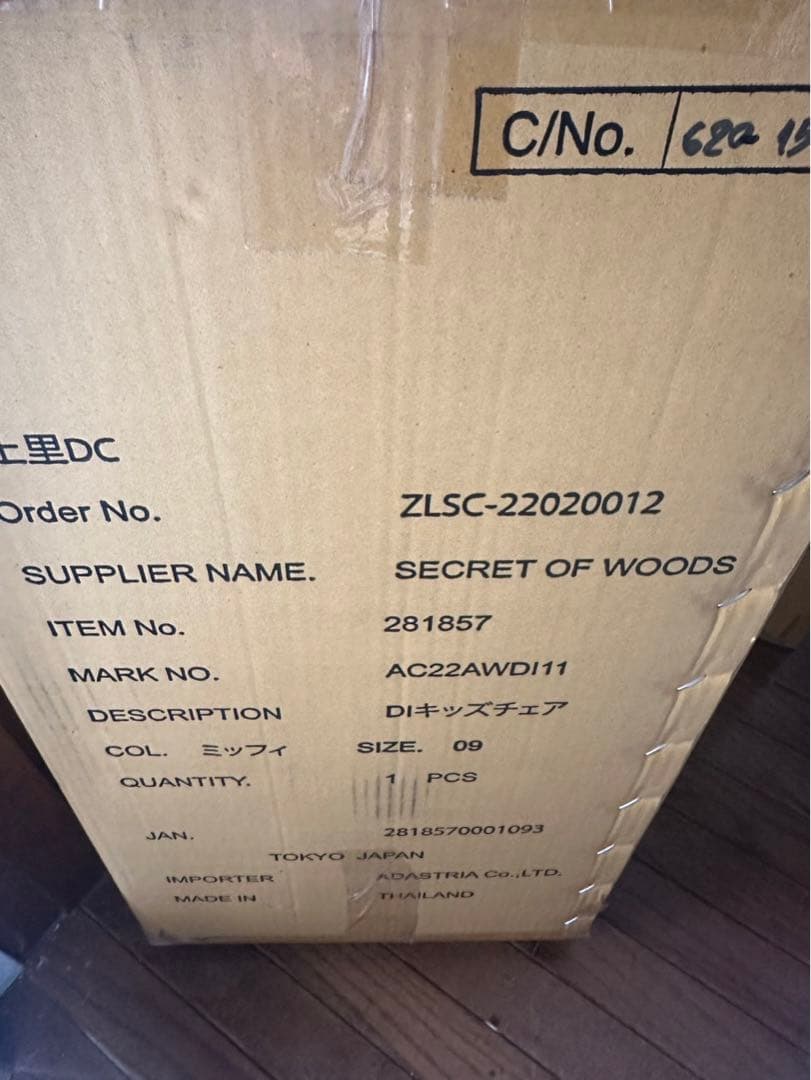 C/No.
里DC
Order No. ZLSC-22020012
SUPPLIER NAME. SECRET OF WOODS
ITEM No. 281857
MARK NO. AC22AWDI11
DESCRIPTION DIキッズチェア
COL. ミッフィ SIZE. 09
QUANTITY. 1 PCS
JAN. 2818570001093
TOKYO JAPAN
IMPORTER ADASTRIA Co.,LTD.
MADE IN THAILAND